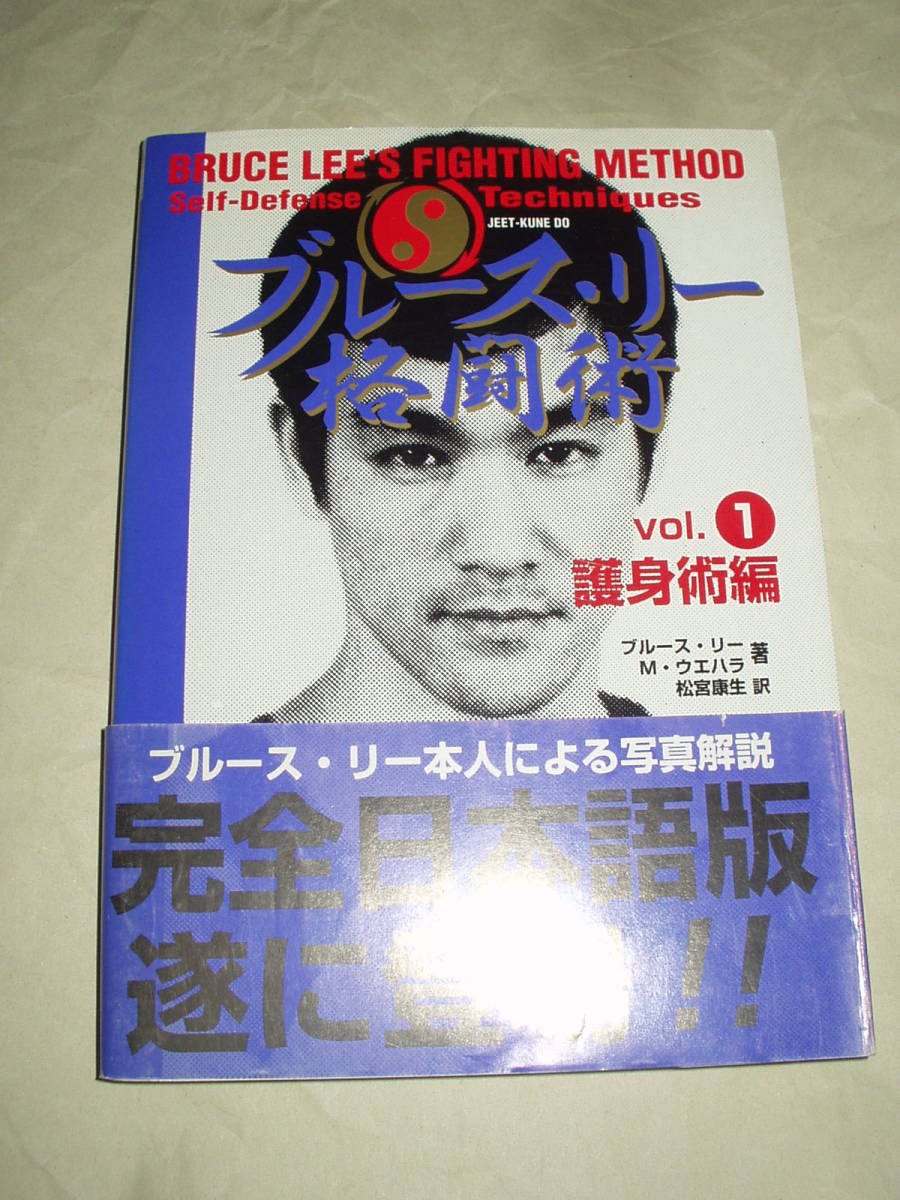 BRUCE LEE'S FIGHTING METHOD
Self-Defense Techniques
JEET-KUNE DO
ブルース・リー
格闘術
vol. 1
護身術編
ブルース・リー
M・ウエハラ 著
松宮康生 訳
ブルース・リー本人による写真解説
完全日本語版
遂に!!